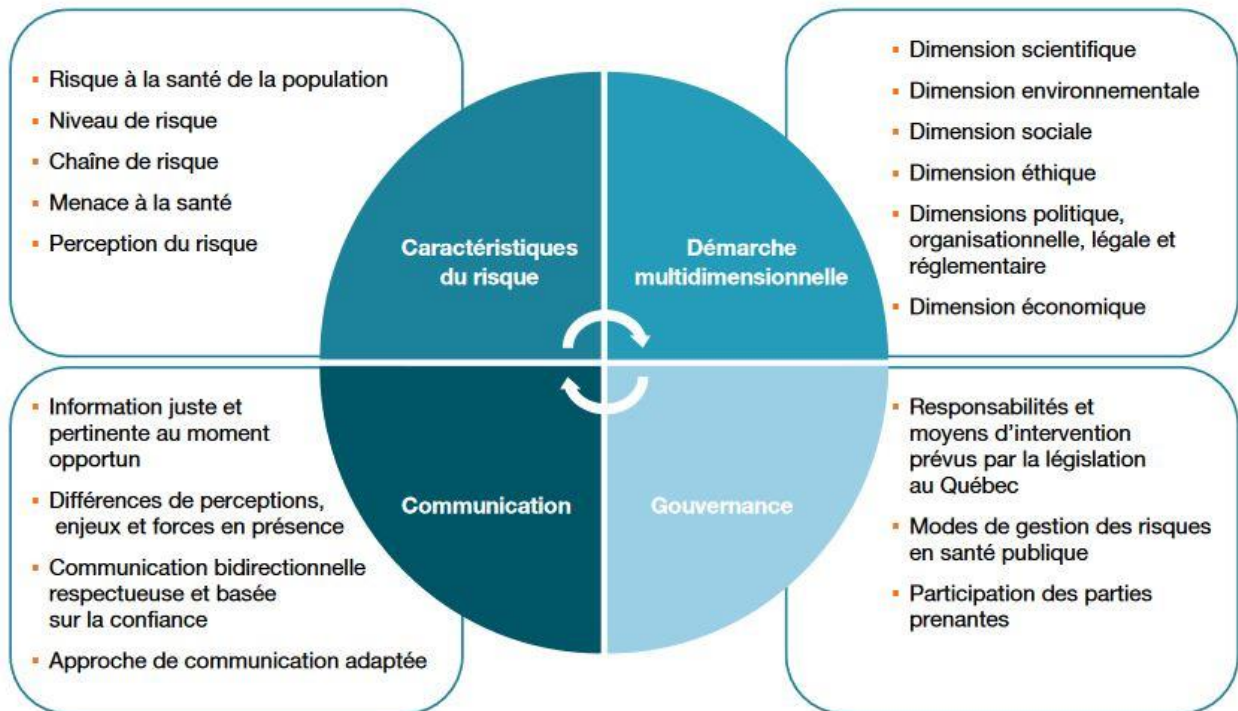 ▪ Risque à la santé de la population
▪ Niveau de risque
▪ Chaîne de risque
▪ Menace à la santé
▪ Perception du risque
Caractéristiques
du risque
Démarche
multidimensionnelle
▪ Dimension scientifique
▪ Dimension environnementale
▪ Dimension sociale
▪ Dimension éthique
▪ Dimensions politique,
organisationnelle, légale et
réglementaire
▪ Dimension économique
▪ Information juste et
pertinente au moment
opportun
▪ Différences de perceptions,
enjeux et forces en présence
▪ Communication bidirectionnelle
respectueuse et basée
sur la confiance
▪ Approche de communication adaptée
Communication
Gouvernance
▪ Responsabilités et
moyens d'intervention
prévus par la législation
au Québec
▪ Modes de gestion des risques
en santé publique
▪ Participation des parties
prenantes